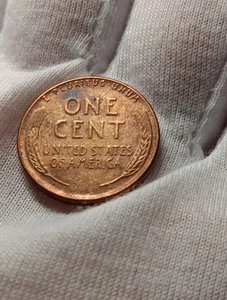 E·PLURIBUS·UNUM
ONE
CENT
UNITED STATES
OF AMERICA